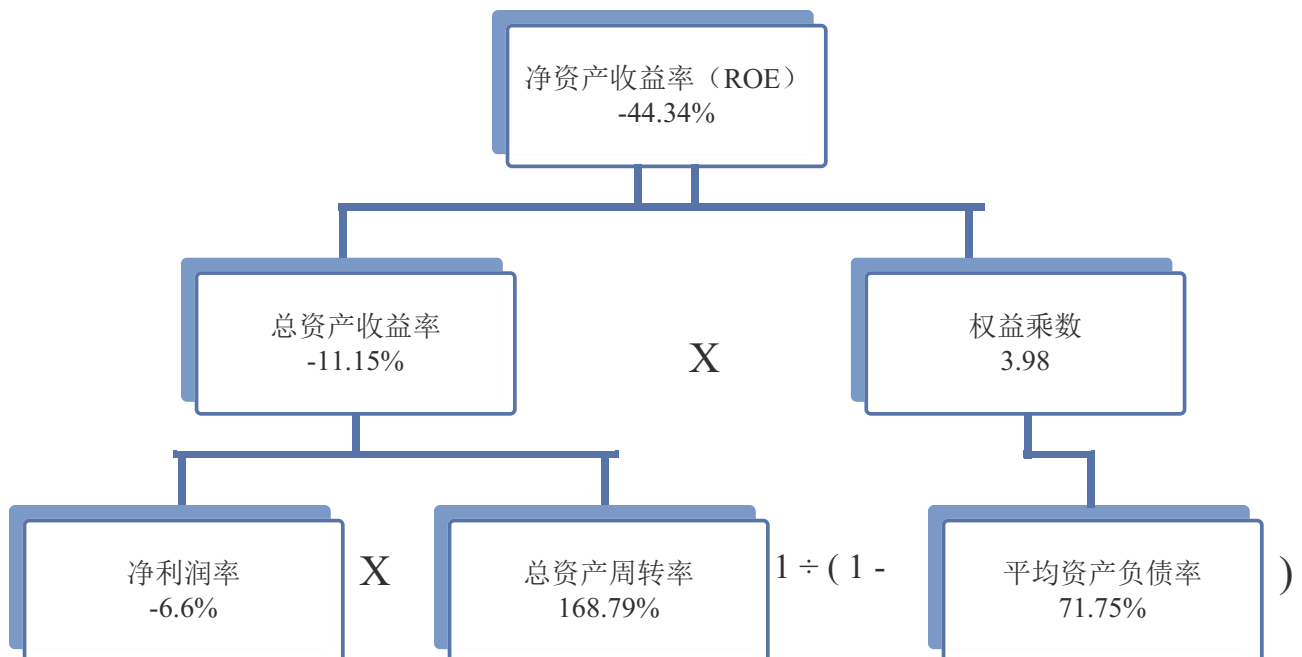 净资产收益率（ROE）
-44.34%
总资产收益率
-11.15%
X
权益乘数
3.98
净利润率
-6.6%
X
总资产周转率
168.79%
1 ÷ ( 1 -
平均资产负债率
71.75%
)